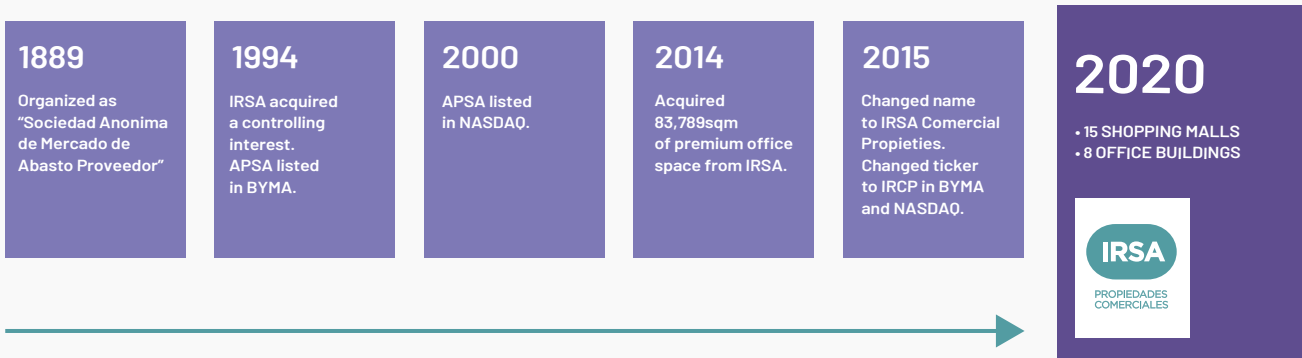 1889
Organized as
“Sociedad Anonima
de Mercado de
Abasto Proveedor”
1994
IRSA acquired
a controlling
interest.
APSA listed
in BYMA.
2000
APSA listed
in NASDAQ.
2014
Acquired
83,789sqm
of premium office
space from IRSA.
2015
Changed name
to IRSA Comercial
Propieties.
Changed ticker
to IRCP in BYMA
and NASDAQ.
2020
• 15 SHOPPING MALLS
• 8 OFFICE BUILDINGS
IRSA
PROPIEDADES
COMERCIALES